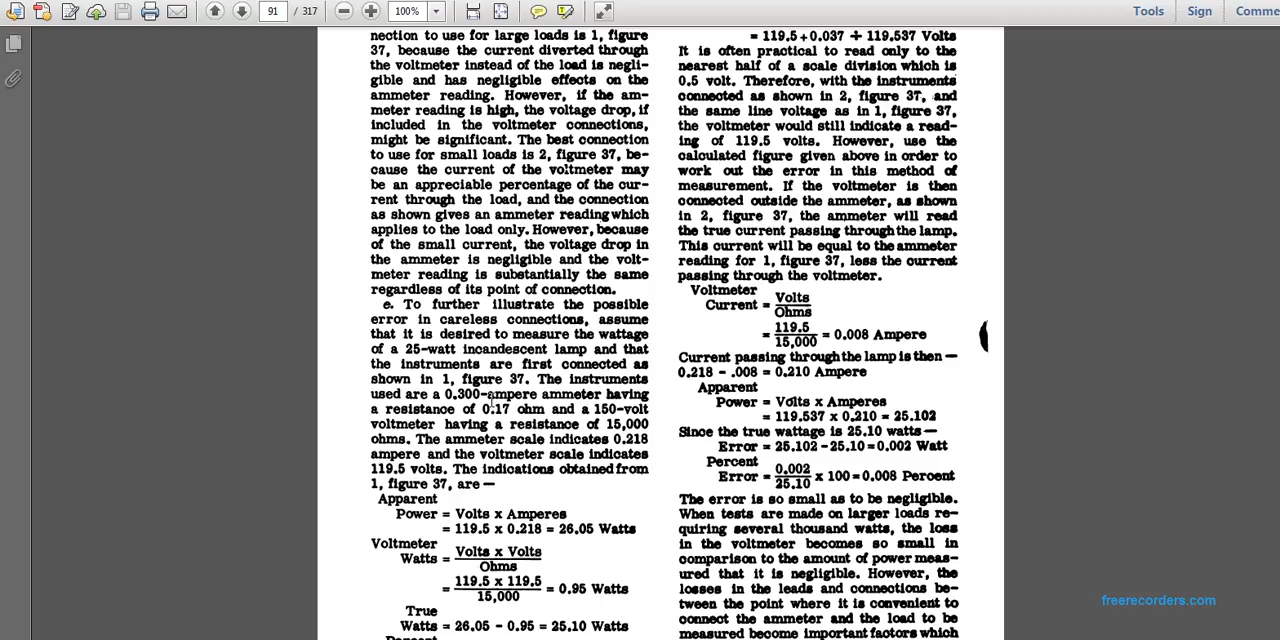 91 / 317
100%
Tools
Sign
Comme
nection to use for large loads is 1, figure
37, because the current diverted through
the voltmeter instead of the load is negli-
gible and has negligible effects on the
ammeter reading. However, if the am-
meter reading is high, the voltage drop, if
included in the voltmeter connections,
might be significant. The best connection
to use for small loads is 2, figure 37, be-
cause the current of the voltmeter may
be an appreciable percentage of the cur-
rent through the load, and the connection
as shown gives an ammeter reading which
applies to the load only. However, because
of the small current, the voltage drop in
the ammeter is negligible and the volt-
meter reading is substantially the same
regardless of its point of connection.
e. To further illustrate the possible
error in careless connections, assume
that it is desired to measure the wattage
of a 25-watt incandescent lamp and that
the instruments are first connected as
shown in 1, figure 37. The instruments
used are a 0.300-ampere ammeter having
a resistance of 0.17 ohm and a 150-volt
voltmeter having a resistance of 15,000
ohms. The ammeter scale indicates 0.218
ampere and the voltmeter scale indicates
119.5 volts. The indications obtained from
1, figure 37, are —
Apparent
Power = Volts x Amperes
= 119.5 x 0.218 = 26.05 Watts
Voltmeter
Watts = Volts x Volts
Ohms
= 119.5 x 119.5
15,000
= 0.95 Watts
True
Watts = 26.05 - 0.95 = 25.10 Watts
= 119.5 + 0.037 + 119.537 Volts
It is often practical to read only to the
nearest half of a scale division which is
0.5 volt. Therefore, with the instruments
connected as shown in 2, figure 37, and
the same line voltage as in 1, figure 37,
the voltmeter would still indicate a read-
ing of 119.5 volts. However, use the
calculated figure given above in order to
work out the error in this method of
measurement. If the voltmeter is then
connected outside the ammeter, as shown
in 2, figure 37, the ammeter will read
the true current passing through the lamp.
This current will be equal to the ammeter
reading for 1, figure 37, less the current
passing through the voltmeter.
Voltmeter
Current = Volts
Ohms
= 119.5
15,000
= 0.008 Ampere
Current passing through the lamp is then —
0.218 - .008 = 0.210 Ampere
Apparent
Power = Volts x Amperes
= 119.537 x 0.210 = 25.102
Since the true wattage is 25.10 watts —
Error = 25.102 - 25.10 = 0.002 Watt
Percent
Error = 0.002
25.10
x 100 = 0.008 Percent
The error is so small as to be negligible.
When tests are made on larger loads re-
quiring several thousand watts, the loss
in the voltmeter becomes so small in
comparison to the amount of power meas-
ured that it is negligible. However, the
losses in the leads and connections be-
tween the point where it is convenient to
connect the ammeter and the load to be
measured become important factors which
freerecorders.com